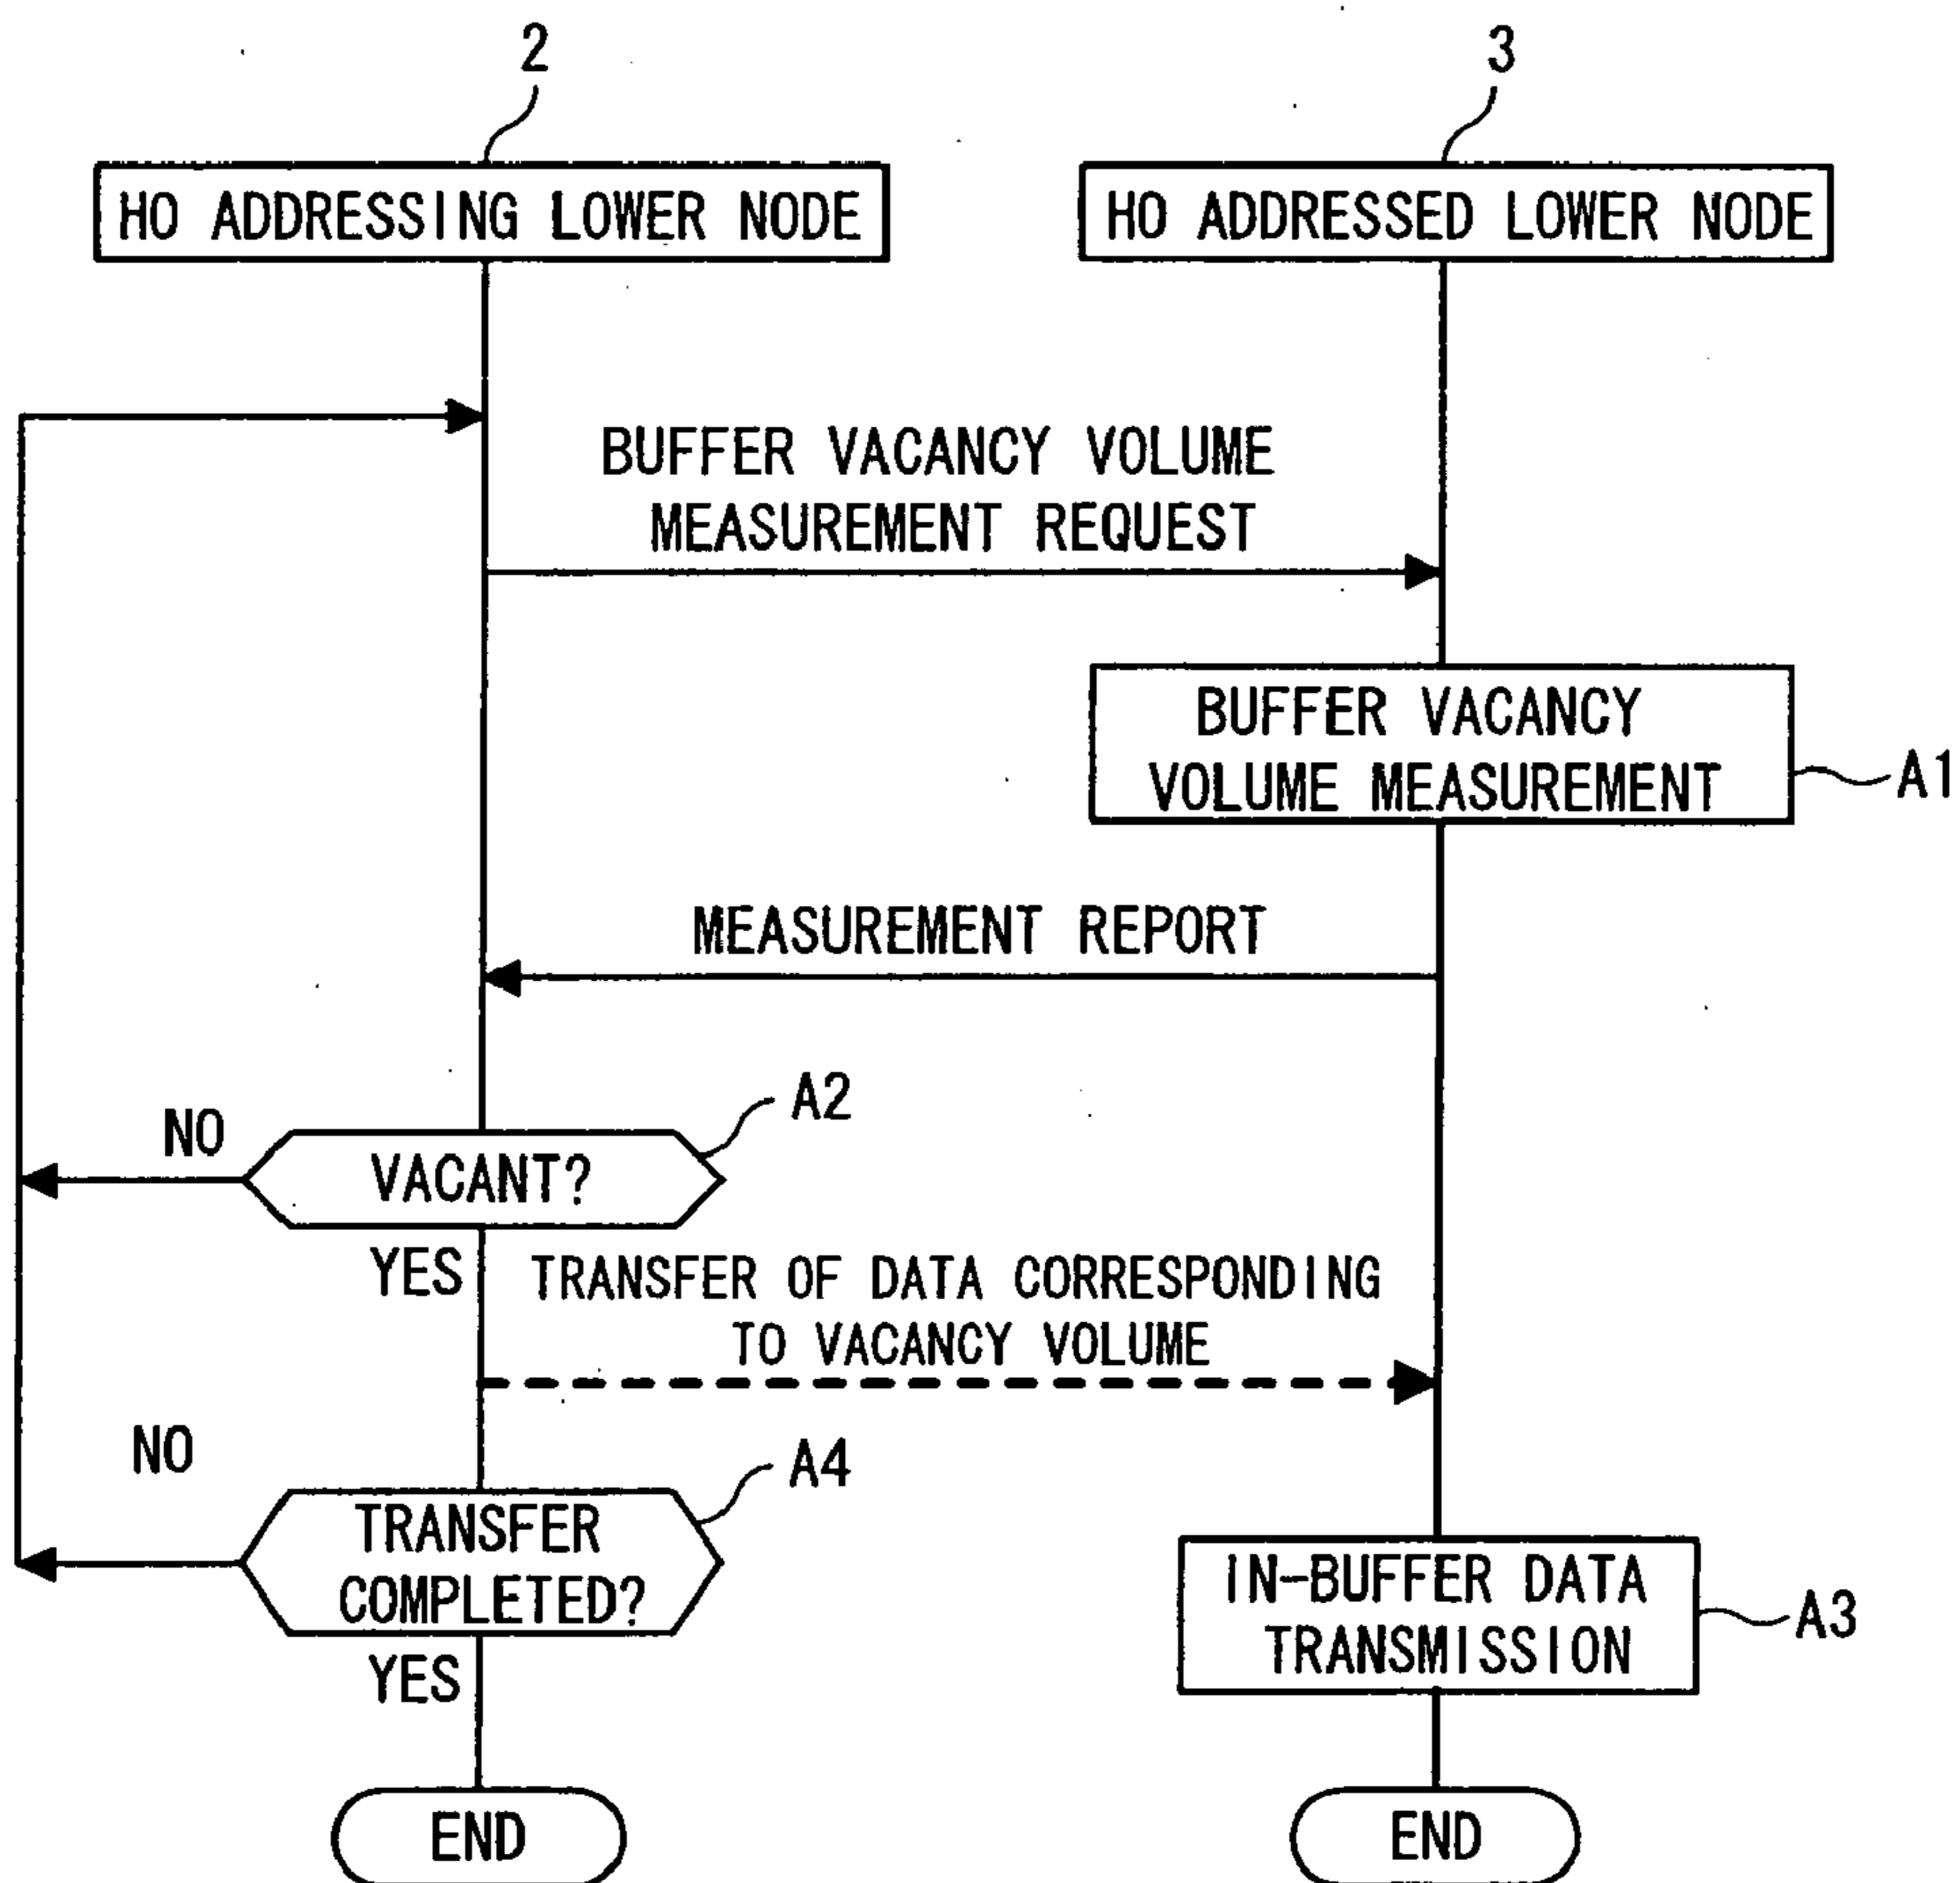 2
3
HO ADDRESSING LOWER NODE
HO ADDRESSED LOWER NODE
BUFFER VACANCY VOLUME
MEASUREMENT REQUEST
BUFFER VACANCY
VOLUME MEASUREMENT
A1
MEASUREMENT REPORT
A2
NO
VACANT?
YES
TRANSFER OF DATA CORRESPONDING
TO VACANCY VOLUME
NO
A4
TRANSFER
COMPLETED?
IN-BUFFER DATA
TRANSMISSION
A3
YES
END
END